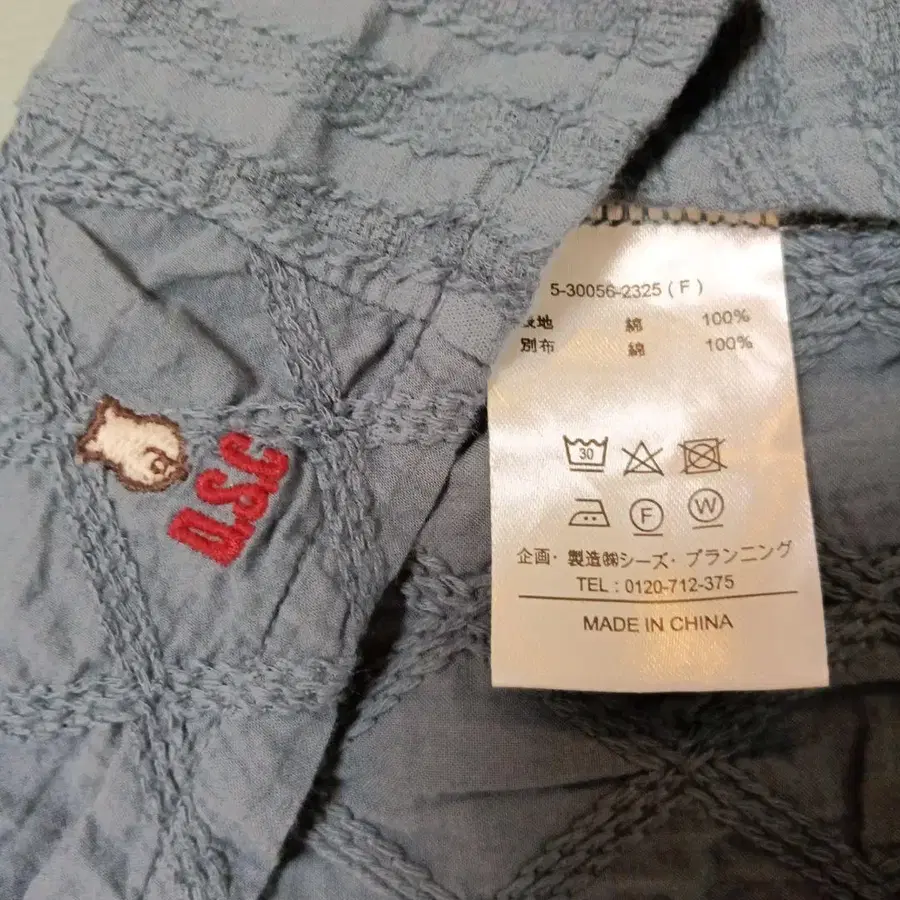 5-30056-2325 ( F )
表地 綿 100%
別布 綿 100%
30
F W
企画・製造㈱シーズ・プランニング
TEL : 0120-712-375
MADE IN CHINA
D.S.C